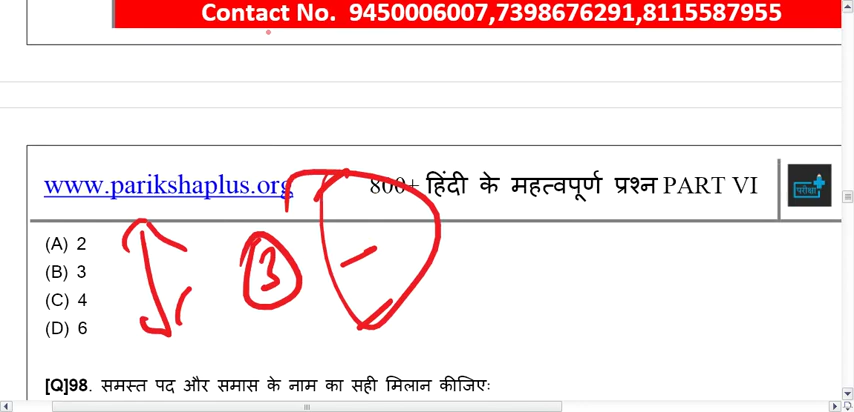 Contact No. 9450006007,7398676291,8115587955
www.parikshaplus.org 800+ हिंदी के महत्वपूर्ण प्रश्न PART VI
परीक्षा
(A) 2
(B) 3
3
(C) 4
(D) 6
[Q]98. समस्त पद और समास के नाम का सही मिलान कीजिए: